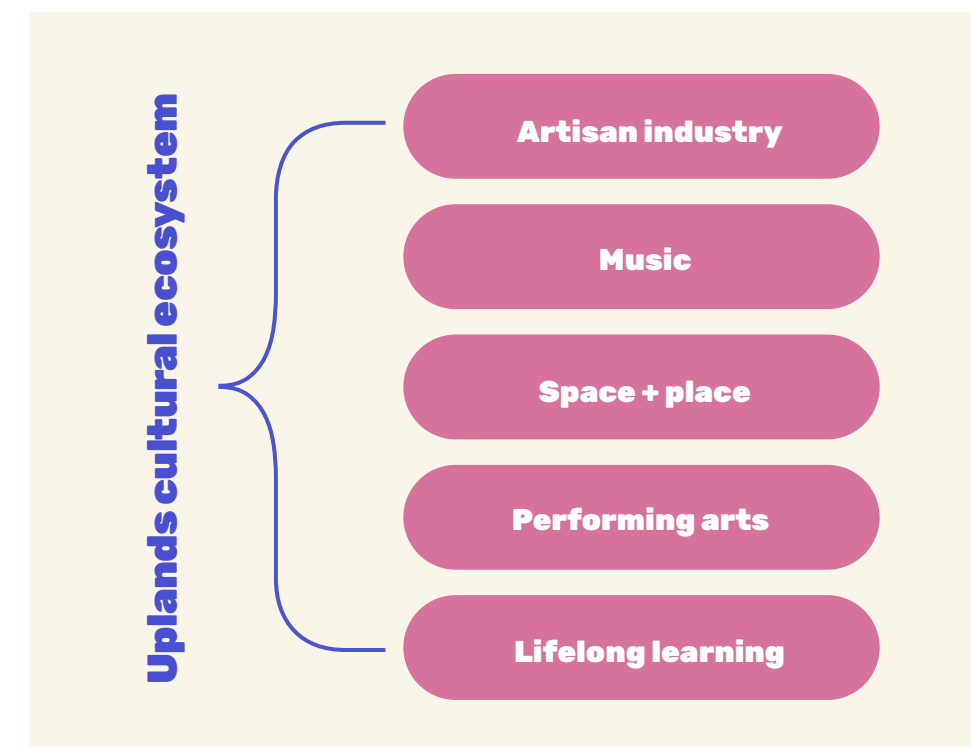 Uplands cultural ecosystem
Artisan industry
Music
Space + place
Performing arts
Lifelong learning